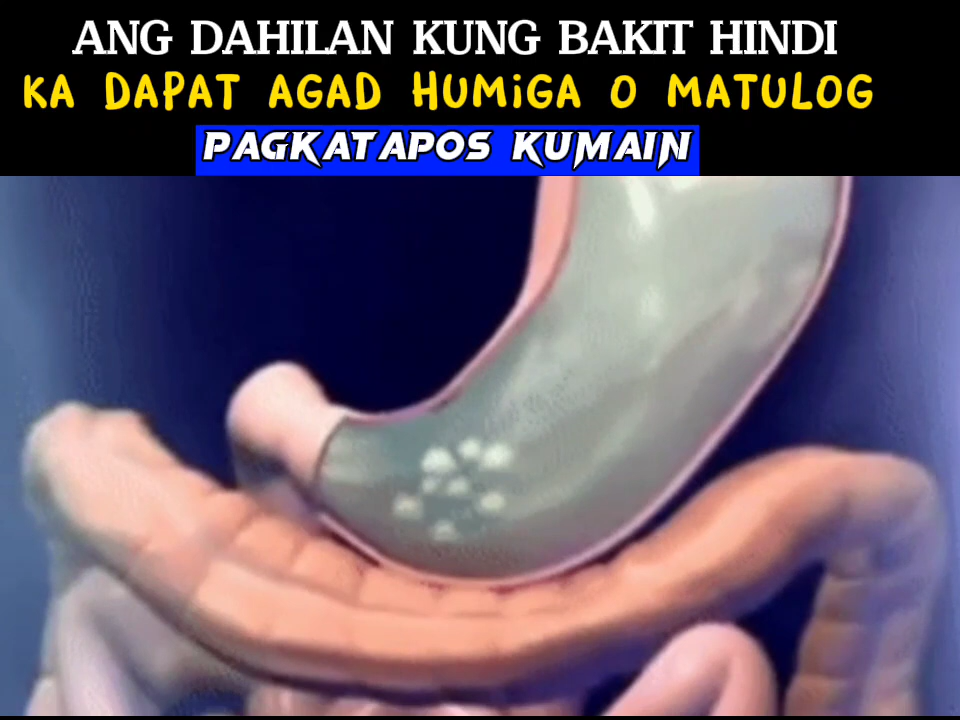 ANG DAHILAN KUNG BAKIT HINDI
KA DAPAT AGAD HUMiGA O MATULOG
PAGKATAPOS KUMAIN